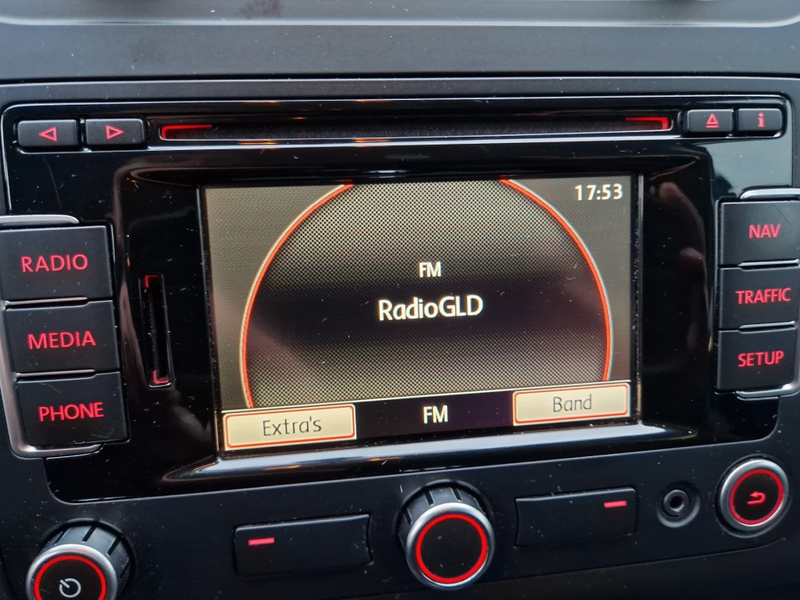 i
17:53
RADIO
NAV
FM
TRAFFIC
RadioGLD
MEDIA
SETUP
PHONE
Extra's
FM
Band